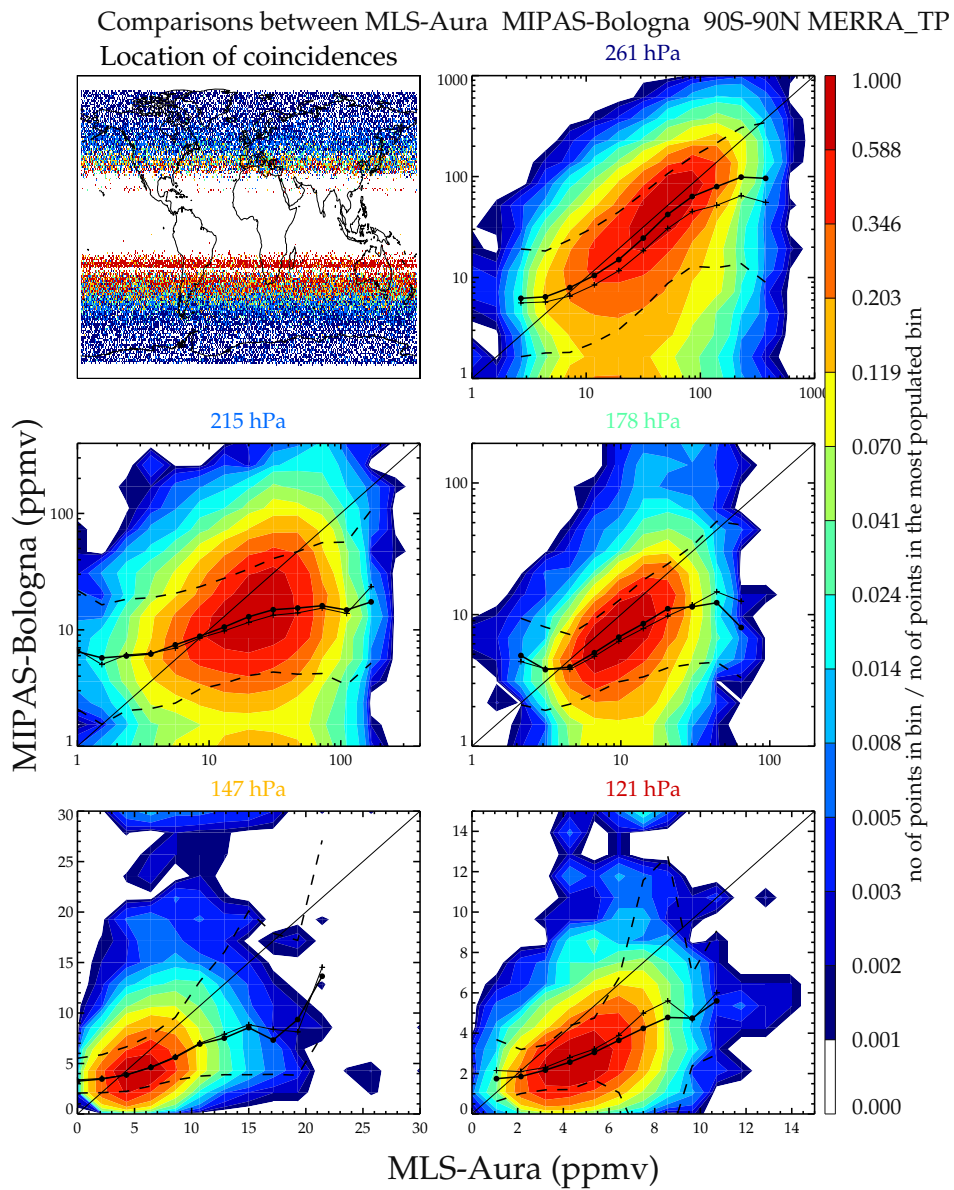 Comparisons between MLS-Aura MIPAS-Bologna 90S-90N MERRA_TP
Location of coincidences
261 hPa
1000
100
10
1
1 10 100 1000
215 hPa
100
10
1
1 10 100
178 hPa
100
10
1
1 10 100
147 hPa
30
25
20
15
10
5
0
0 5 10 15 20 25 30
121 hPa
14
12
10
8
6
4
2
0
0 2 4 6 8 10 12 14
MIPAS-Bologna (ppmv)
MLS-Aura (ppmv)
1.000
0.588
0.346
0.203
0.119
0.070
0.041
0.024
0.014
0.008
0.005
0.003
0.002
0.001
0.000
no of points in bin / no of points in the most populated bin